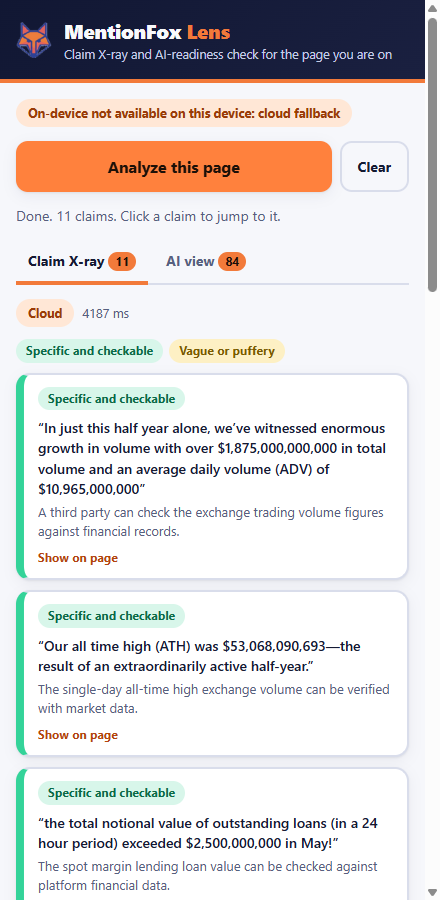 MentionFox Lens
Claim X-ray and AI-readiness check for the page you are on
On-device not available on this device: cloud fallback
Analyze this page
Clear
Done. 11 claims. Click a claim to jump to it.
Claim X-ray 11
AI view 84
Cloud 4187 ms
Specific and checkable
Vague or puffery
Specific and checkable
“In just this half year alone, we’ve witnessed enormous
growth in volume with over $1,875,000,000,000 in total
volume and an average daily volume (ADV) of
$10,965,000,000”
A third party can check the exchange trading volume figures
against financial records.
Show on page
Specific and checkable
“Our all time high (ATH) was $53,068,090,693—the
result of an extraordinarily active half-year.”
The single-day all-time high exchange volume can be verified
with market data.
Show on page
Specific and checkable
“the total notional value of outstanding loans (in a 24
hour period) exceeded $2,500,000,000 in May!”
The spot margin lending loan value can be checked against
platform financial data.